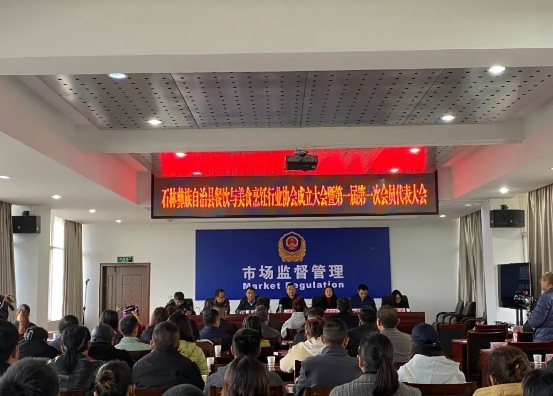 石林彝族自治县餐饮与美食烹饪行业协会成立大会暨第一届第一次会员代表大会
市场监督管理
Market Regulation